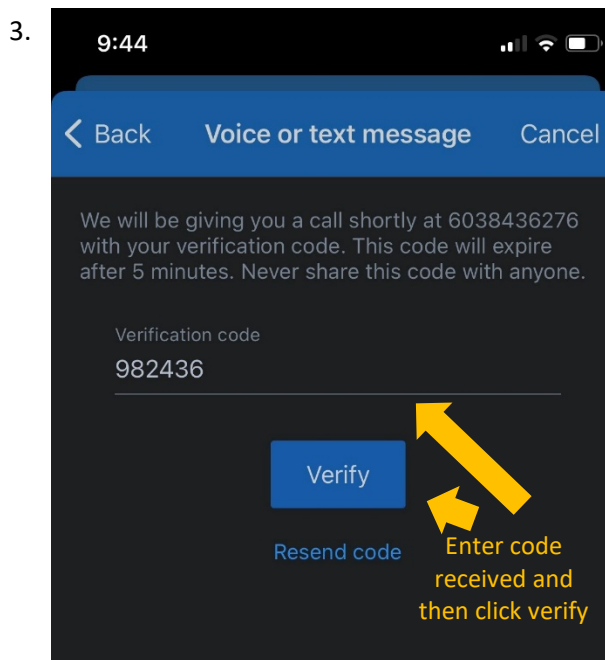 3.
9:44
Back Voice or text message Cancel
We will be giving you a call shortly at 6038436276
with your verification code. This code will expire
after 5 minutes. Never share this code with anyone.
Verification code
982436
Verify
Resend code
Enter code
received and
then click verify